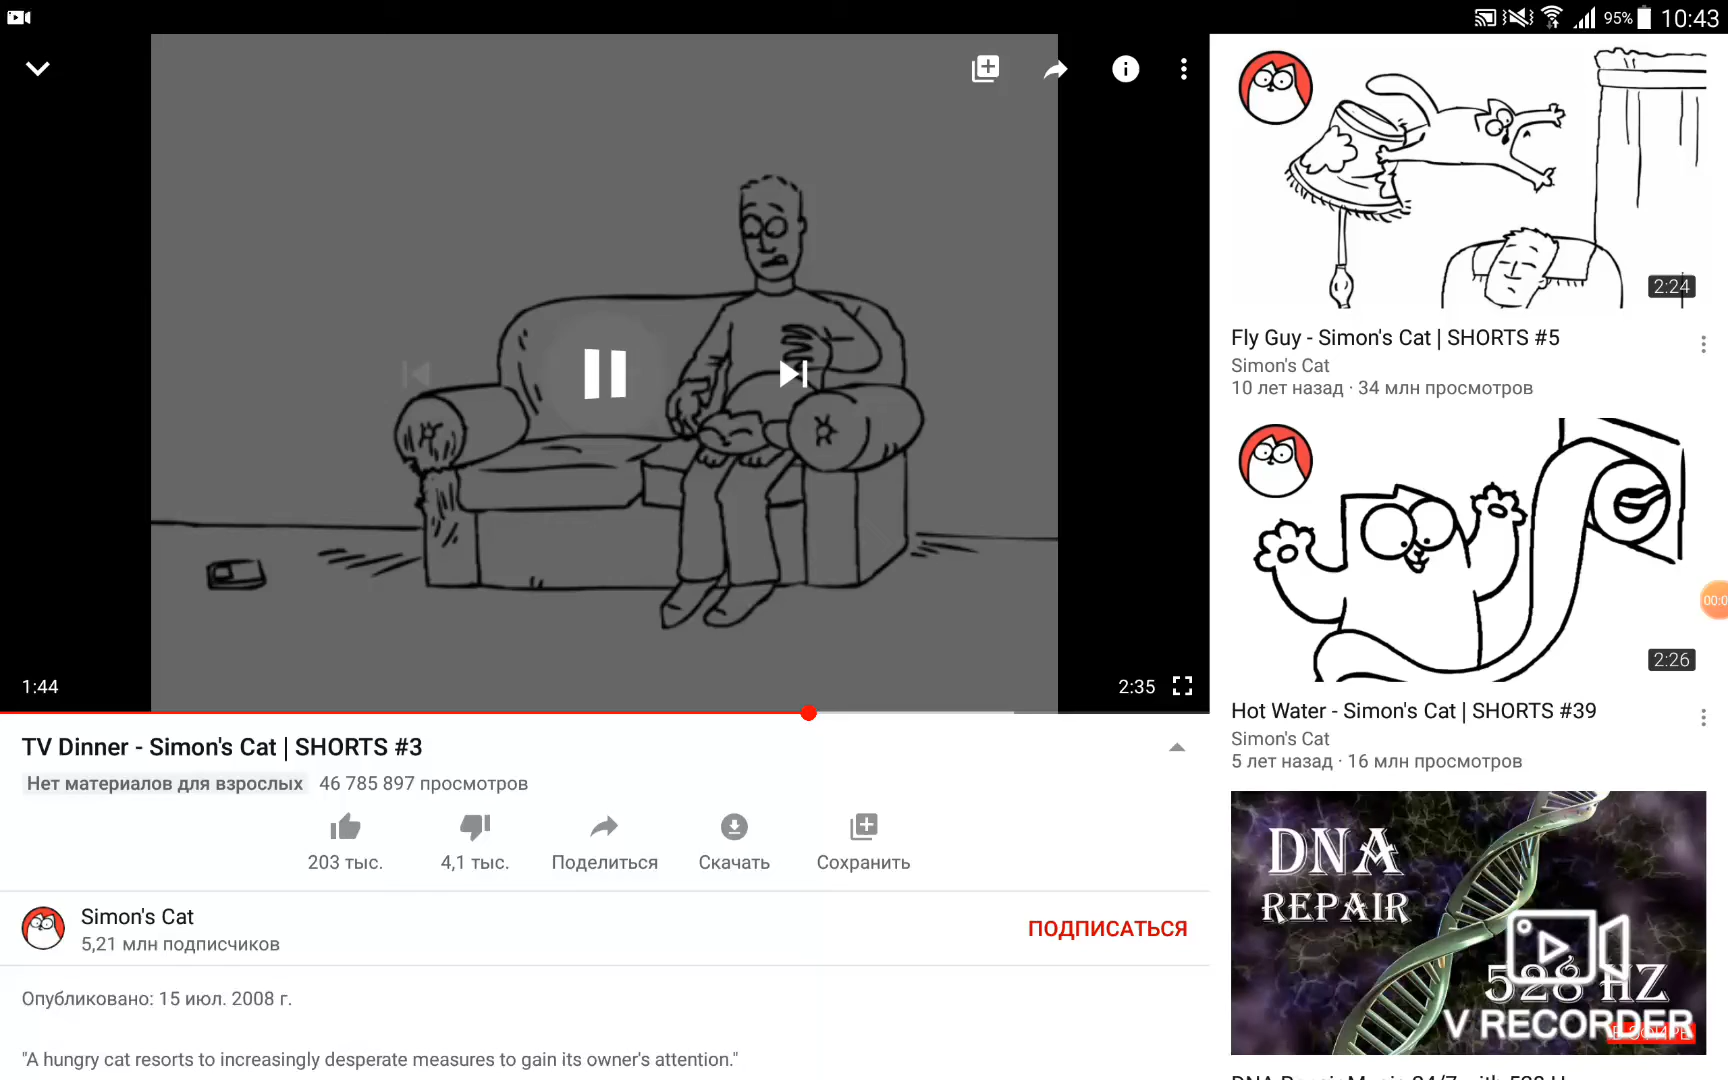 95% 10:43
1:44
2:35
TV Dinner - Simon's Cat | SHORTS #3
Нет материалов для взрослых 46 785 897 просмотров
203 тыс.
4,1 тыс.
Поделиться
Скачать
Сохранить
Simon's Cat
5,21 млн подписчиков
ПОДПИСАТЬСЯ
Опубликовано: 15 июл. 2008 г.
"A hungry cat resorts to increasingly desperate measures to gain its owner's attention."
2:24
Fly Guy - Simon's Cat | SHORTS #5
Simon's Cat
10 лет назад · 34 млн просмотров
00:0
2:26
Hot Water - Simon's Cat | SHORTS #39
Simon's Cat
5 лет назад · 16 млн просмотров
DNA
REPAIR
528 HZ
V RECORDER